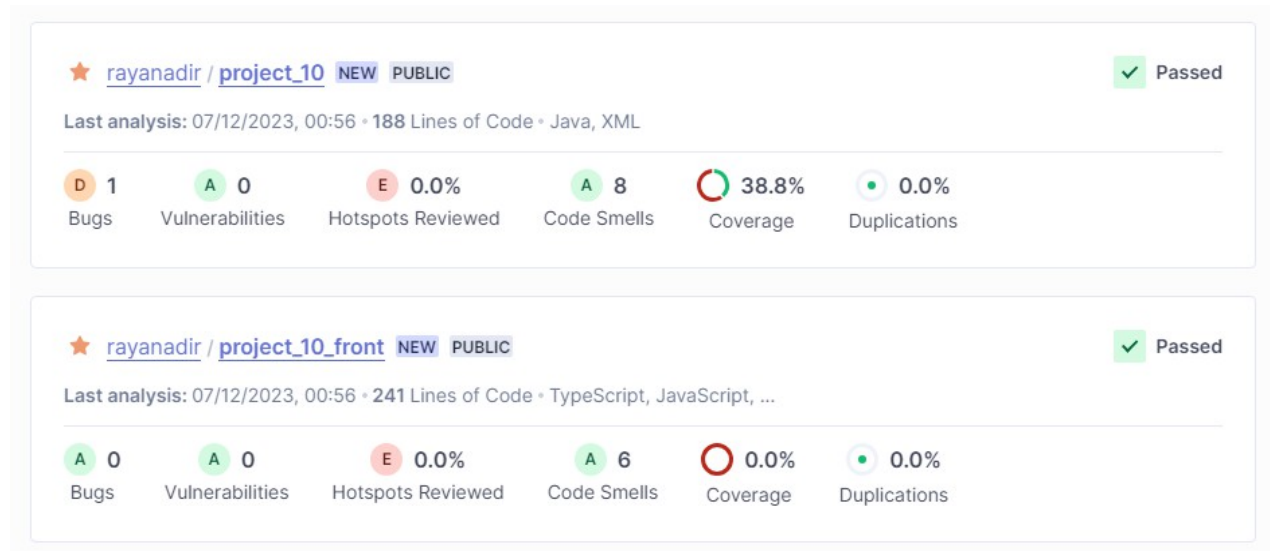 rayanadir / project_10 NEW PUBLIC Passed
Last analysis: 07/12/2023, 00:56 • 188 Lines of Code • Java, XML
D 1 A 0 E 0.0% A 8 38.8% 0.0%
Bugs Vulnerabilities Hotspots Reviewed Code Smells Coverage Duplications
rayanadir / project_10_front NEW PUBLIC Passed
Last analysis: 07/12/2023, 00:56 • 241 Lines of Code • TypeScript, JavaScript, ...
A 0 A 0 E 0.0% A 6 0.0% 0.0%
Bugs Vulnerabilities Hotspots Reviewed Code Smells Coverage Duplications